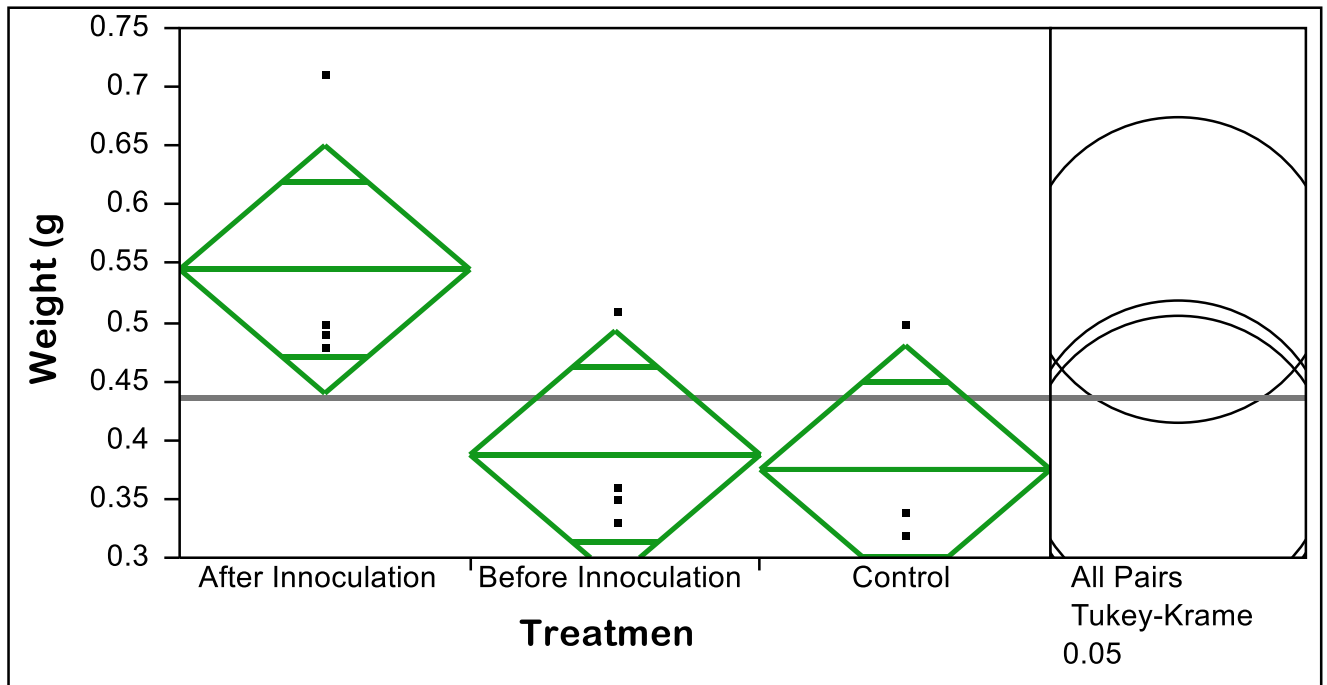 0.75
0.7
0.65
0.6
0.55
0.5
0.45
0.4
0.35
0.3
Weight (g
After Innoculation
Before Innoculation
Control
Treatmen
All Pairs
Tukey-Krame
0.05